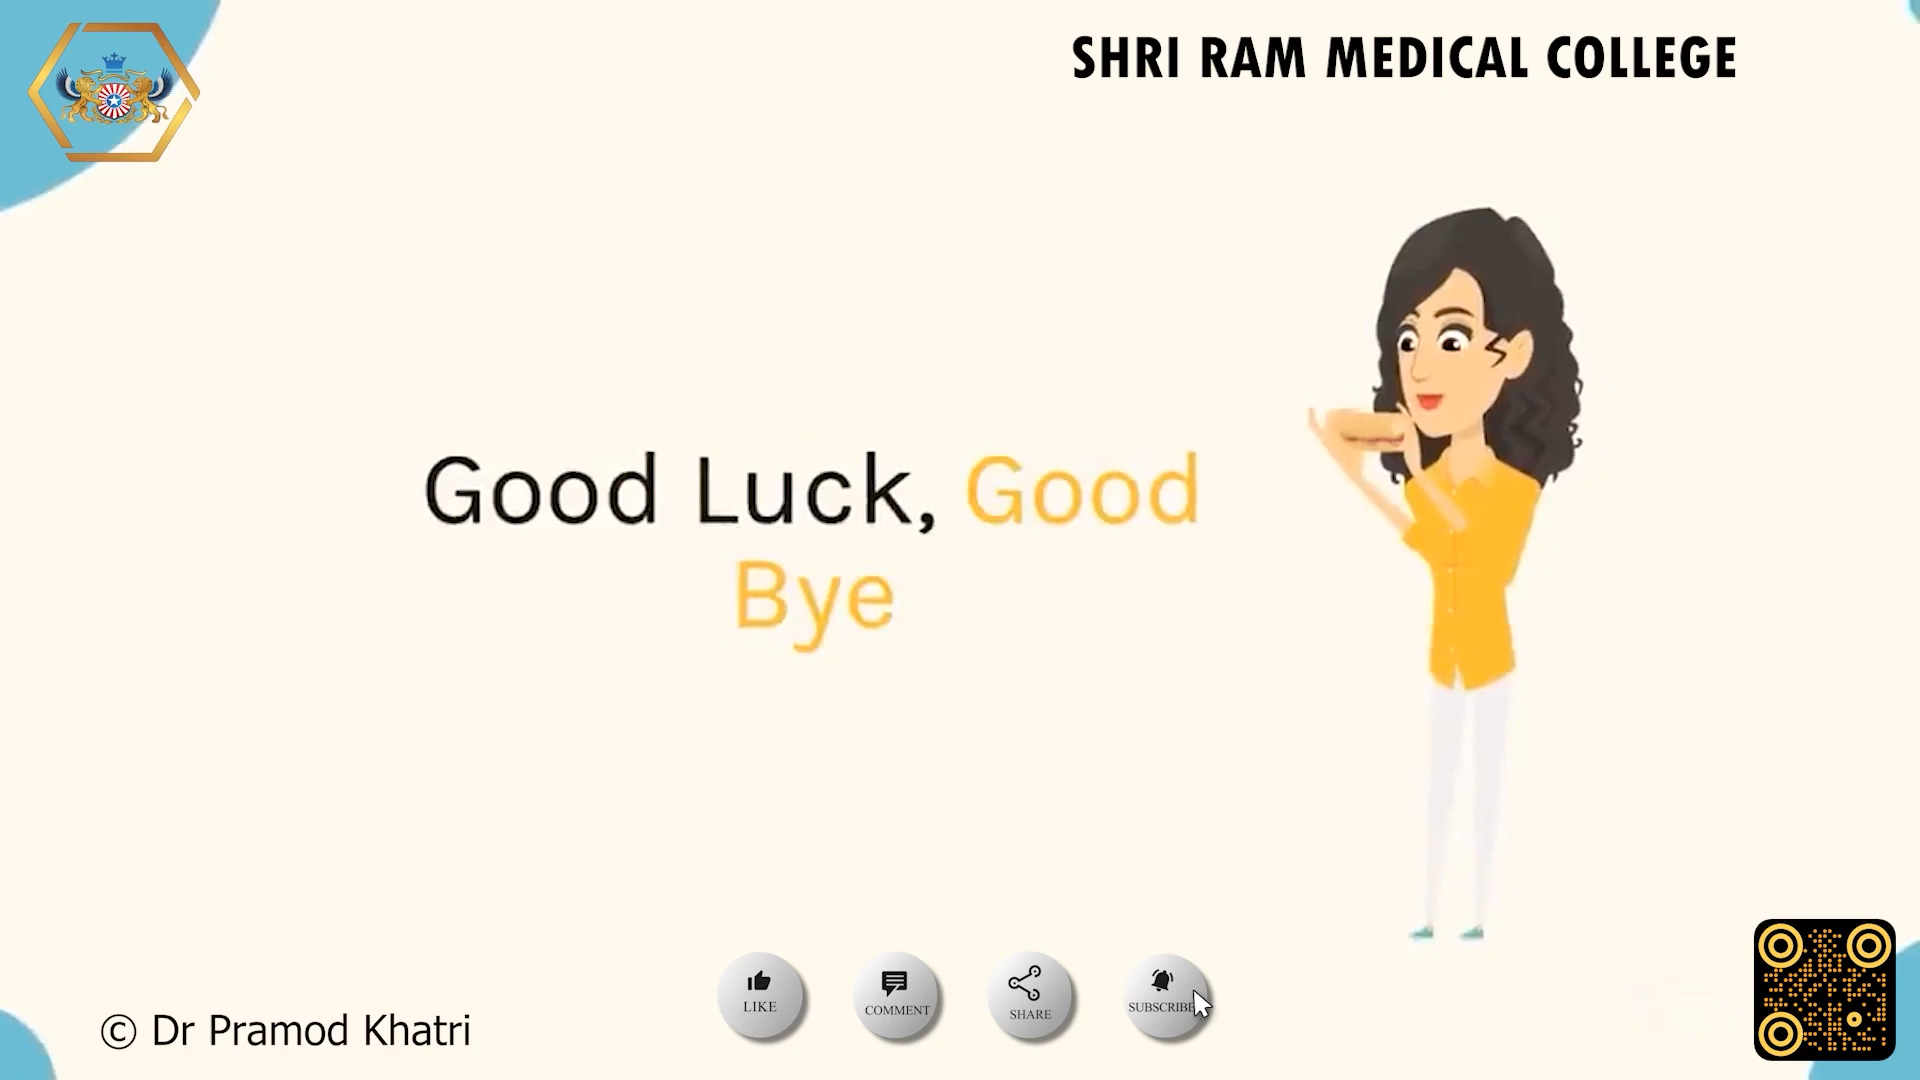 SHRI RAM MEDICAL COLLEGE
Good Luck, Good
Bye
LIKE
COMMENT
SHARE
SUBSCRIBE
© Dr Pramod Khatri